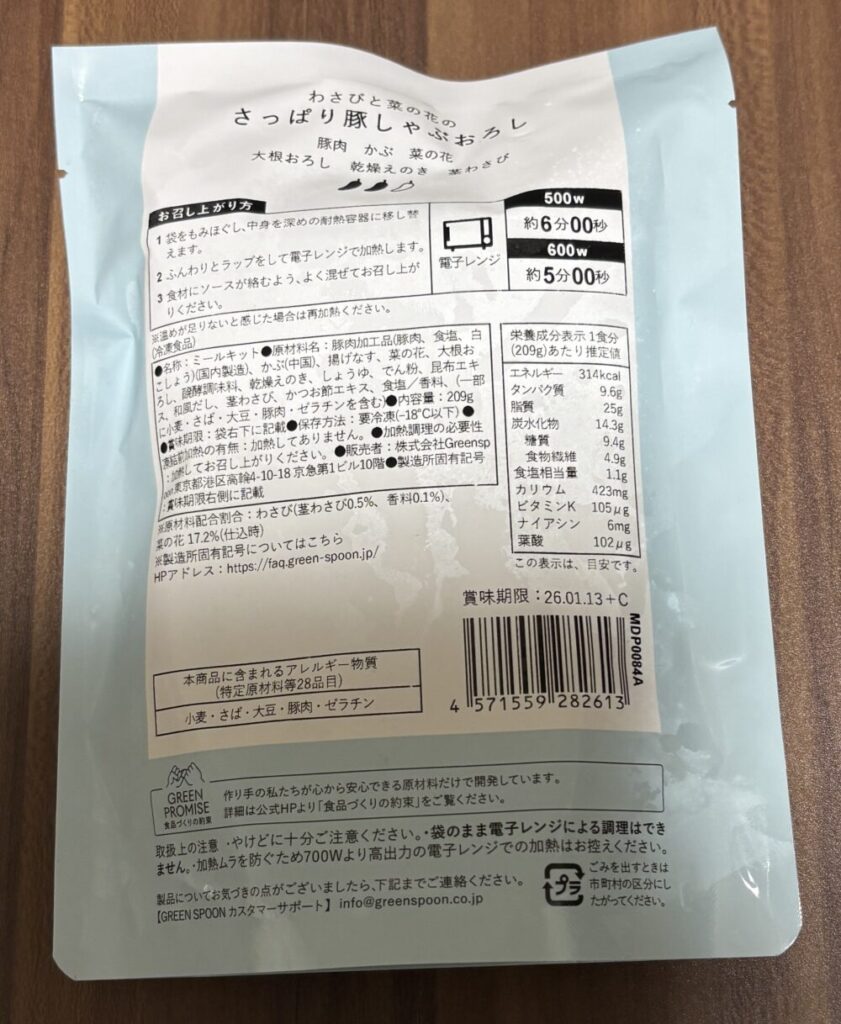 わさびと菜の花の
さっぱり豚しゃぶおろし
豚肉 かぶ 菜の花
大根おろし 乾燥えのき 茎わさび
お召し上がり方
1 袋をもみほぐし、中身を深めの耐熱容器に移し替
えます。
2 ふんわりとラップをして電子レンジで加熱します。
3 食材にソースが絡むよう、よく混ぜてお召し上が
りください。
電子レンジ
500w
約6分00秒
600w
約5分00秒
※温めが足りないと感じた場合は再加熱ください。
(冷凍食品)
●名称：ミールキット●原材料名：豚肉加工品(豚肉、食塩、白
こしょう)(国内製造)、かぶ(中国)、揚げなす、菜の花、大根お
ろし、醗酵調味料、乾燥えのき、しょうゆ、でん粉、昆布エキ
ス、和風だし、茎わさび、かつお節エキス、食塩／香料、(一部
に小麦・さば・大豆・豚肉・ゼラチンを含む)●内容量：209g
●賞味期限：袋右下に記載●保存方法：要冷凍(−18℃以下)●
凍結前加熱の有無：加熱してありません。●加熱調理の必要性
：加熱してお召し上がりください。●販売者：株式会社Greensp
oon東京都港区高輪4-10-18 京急第1ビル10階●製造所固有記号
：賞味期限右側に記載
※原材料配合割合：わさび(茎わさび0.5%、香料0.1%)、
菜の花 17.2%(仕込時)
※製造所固有記号についてはこちら
HPアドレス：https://faq.green-spoon.jp/
栄養成分表示 1食分
(209g)あたり推定値
エネルギー 314kcal
タンパク質 9.6g
脂質 25g
炭水化物 14.3g
糖質 9.4g
食物繊維 4.9g
食塩相当量 1.1g
カリウム 423mg
ビタミンK 105μg
ナイアシン 6mg
葉酸 102μg
この表示は、目安です。
賞味期限：26.01.13+C
MDP0084A
4 571559 282613
本商品に含まれるアレルギー物質
(特定原材料等28品目)
小麦・さば・大豆・豚肉・ゼラチン
GREEN
PROMISE
食品づくりの約束
作り手の私たちが心から安心できる原材料だけで開発しています。
詳細は公式HPより「食品づくりの約束」をご覧ください。
取扱上の注意 ・やけどに十分ご注意ください。・袋のまま電子レンジによる調理はでき
ません。・加熱ムラを防ぐため700Wより高出力の電子レンジでの加熱はお控えください。
製品についてお気づきの点がございましたら、下記までご連絡ください。
【GREEN SPOON カスタマーサポート】 info@greenspoon.co.jp
プラ
ごみを出すときは
市町村の区分にし
たがってください。